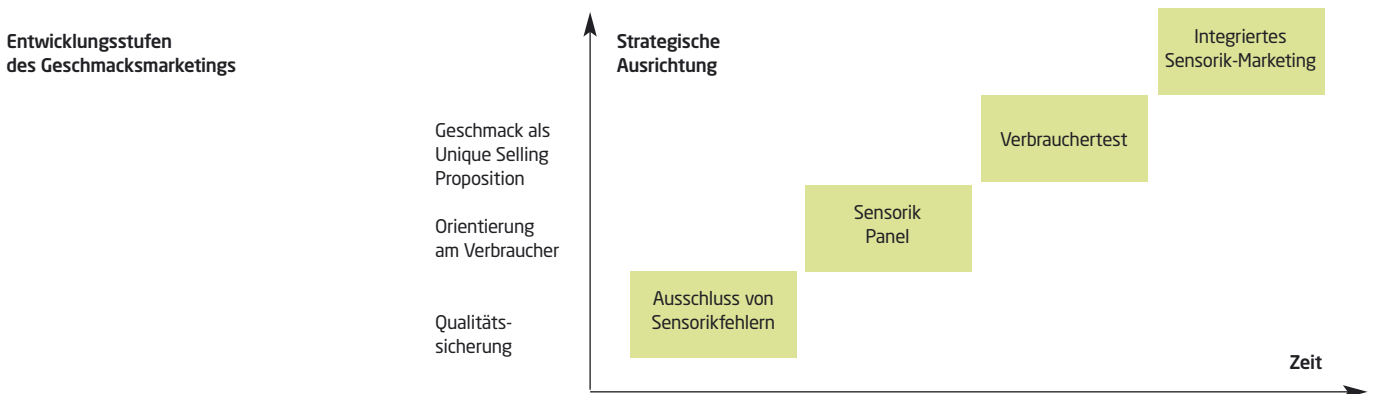 Entwicklungsstufen
des Geschmacksmarketings
Strategische
Ausrichtung
Integriertes
Sensorik-Marketing
Geschmack als
Unique Selling
Proposition
Verbrauchertest
Orientierung
am Verbraucher
Sensorik
Panel
Qualitäts-
sicherung
Ausschluss von
Sensorikfehlern
Zeit